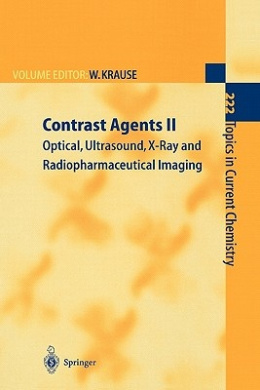 VOLUME EDITOR: W. KRAUSE
222 Topics in Current Chemistry
Contrast Agents II
Optical, Ultrasound, X-Ray and
Radiopharmaceutical Imaging
Springer